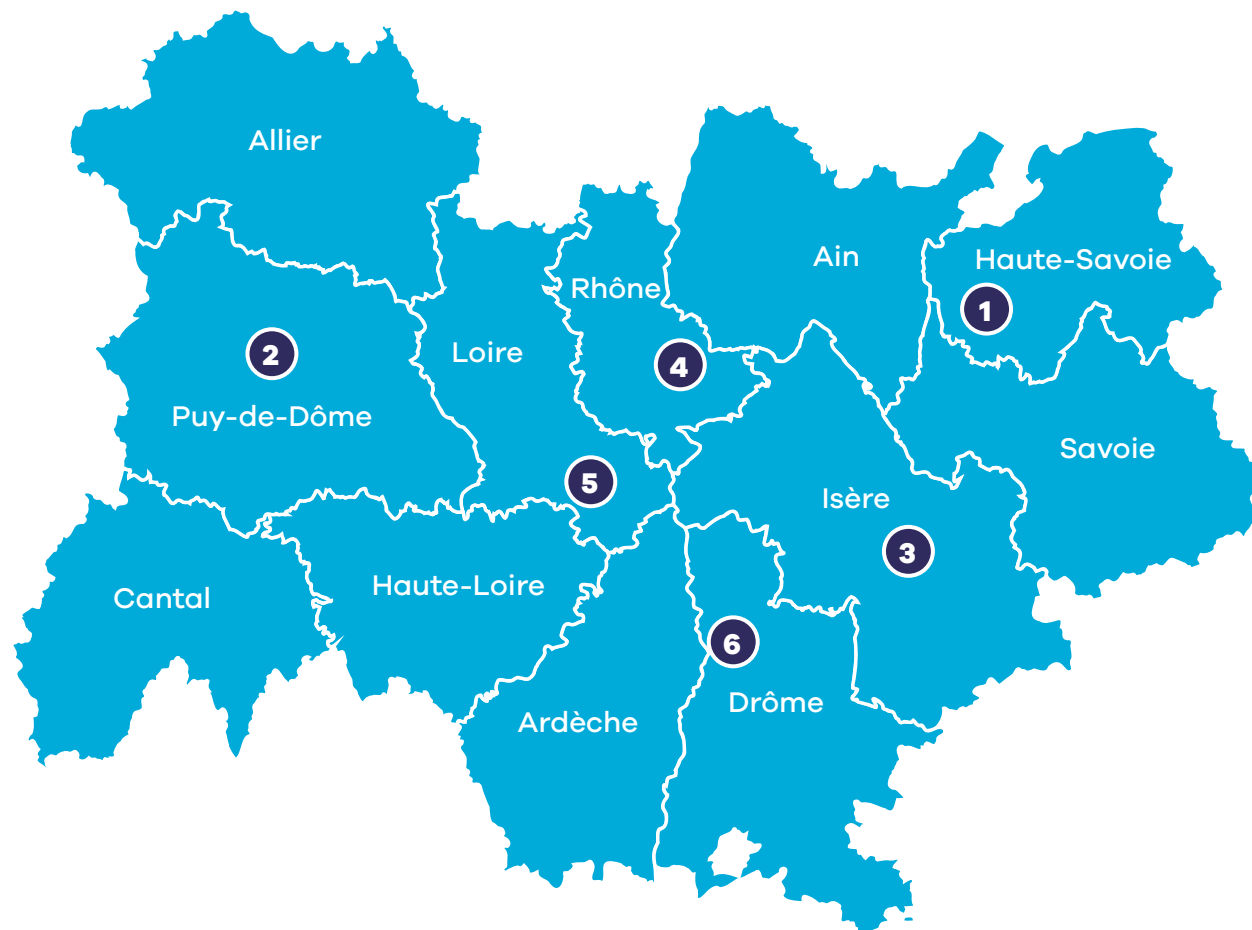 Allier
Ain
Haute-Savoie
Rhône
1
Loire
2
4
Puy-de-Dôme
Savoie
5
Isère
3
Haute-Loire
Cantal
6
Drôme
Ardèche